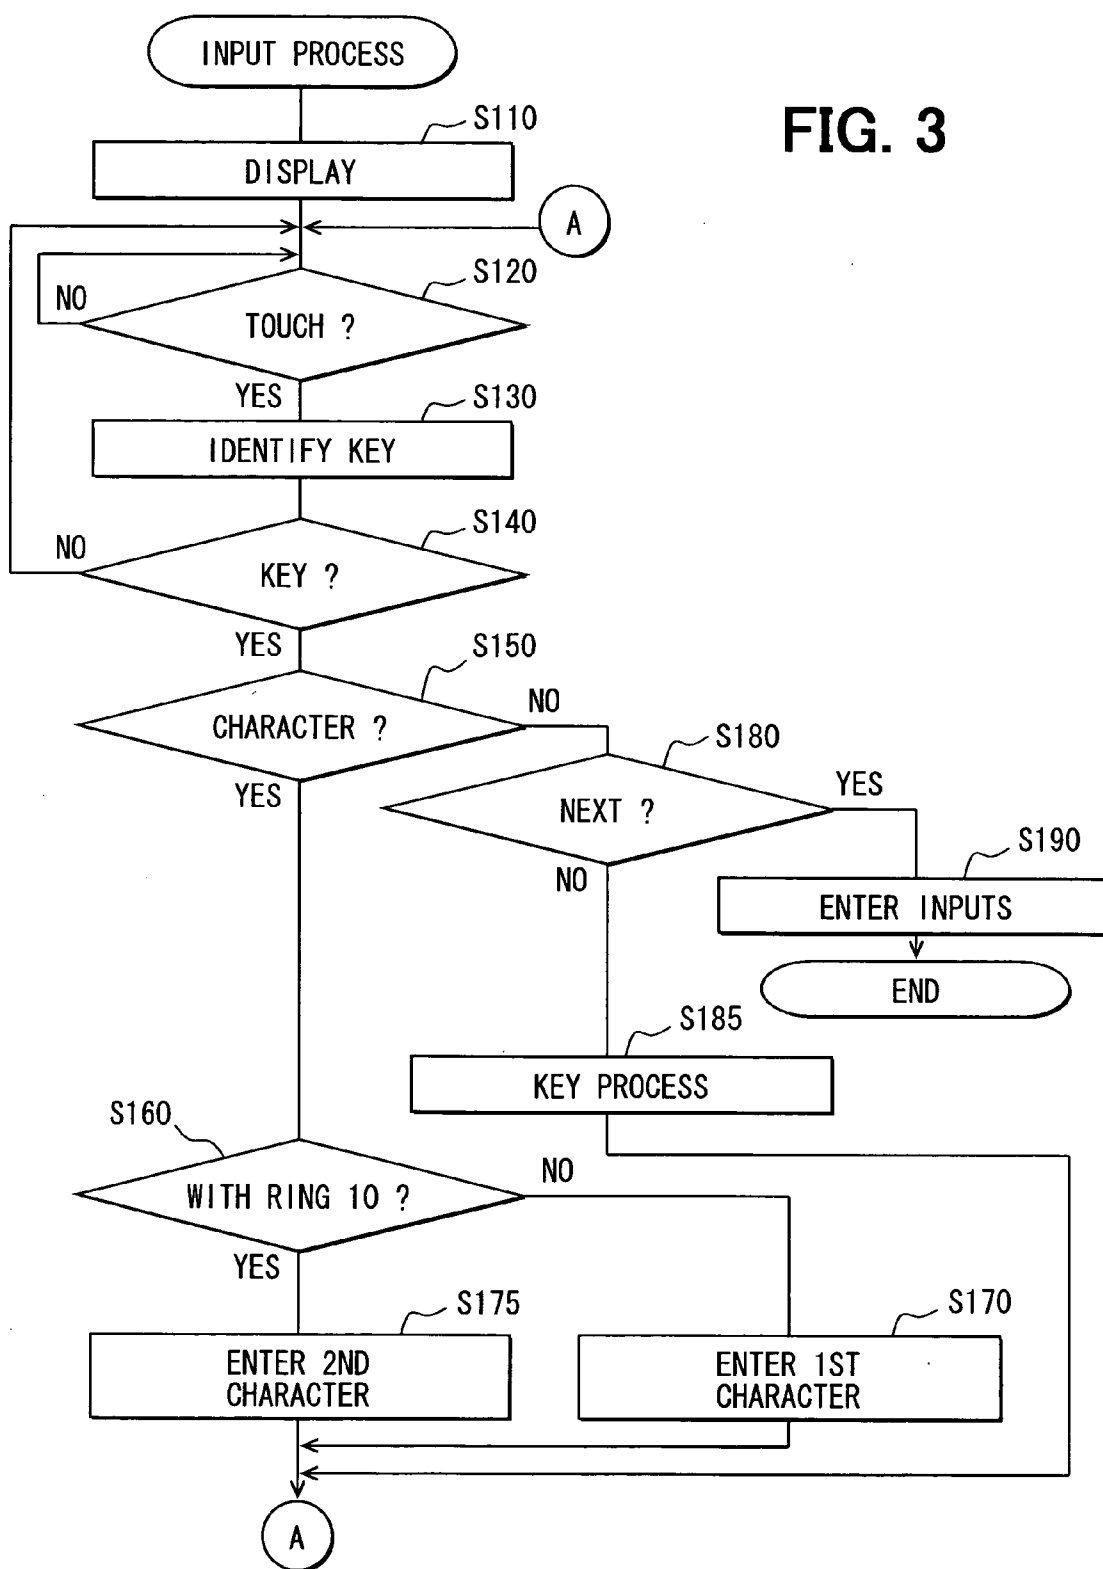 INPUT PROCESS
FIG. 3
S110
DISPLAY
A
S120
NO
TOUCH ?
YES
S130
IDENTIFY KEY
S140
NO
KEY ?
YES
S150
NO
CHARACTER ?
S180
YES
YES
NEXT ?
S190
NO
ENTER INPUTS
END
S185
KEY PROCESS
S160
NO
WITH RING 10 ?
YES
S175
S170
ENTER 2ND
CHARACTER
ENTER 1ST
CHARACTER
A